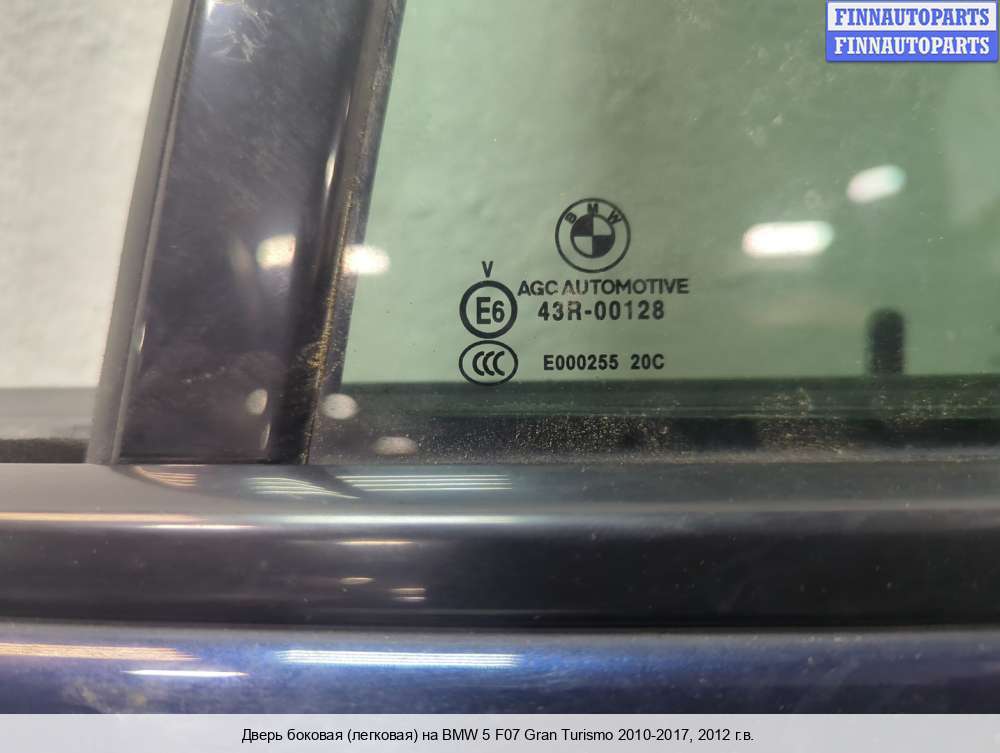 FINNAUTOPARTS
FINNAUTOPARTS
BMW
V
AGC AUTOMOTIVE
E6 43R-00128
CCC E000255 20C
Дверь боковая (легковая) на BMW 5 F07 Gran Turismo 2010-2017, 2012 г.в.